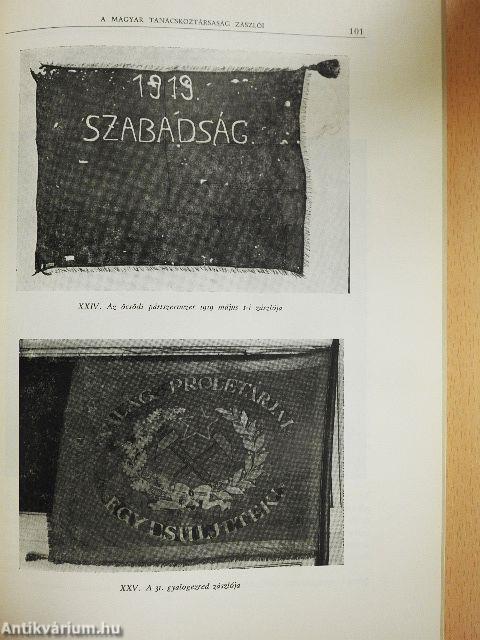 A MAGYAR TANÁCSKÖZTÁRSASÁG ZÁSZLÓI
101
1919.
SZABADSÁG
XXIV. Az öcsödi pártszervezet 1919 május 1-i zászlója
VILÁG PROLETÁRJAI
EGYESÜLJETEK
XXV. A 31. gyalogezred zászlója
Antikvárium.hu